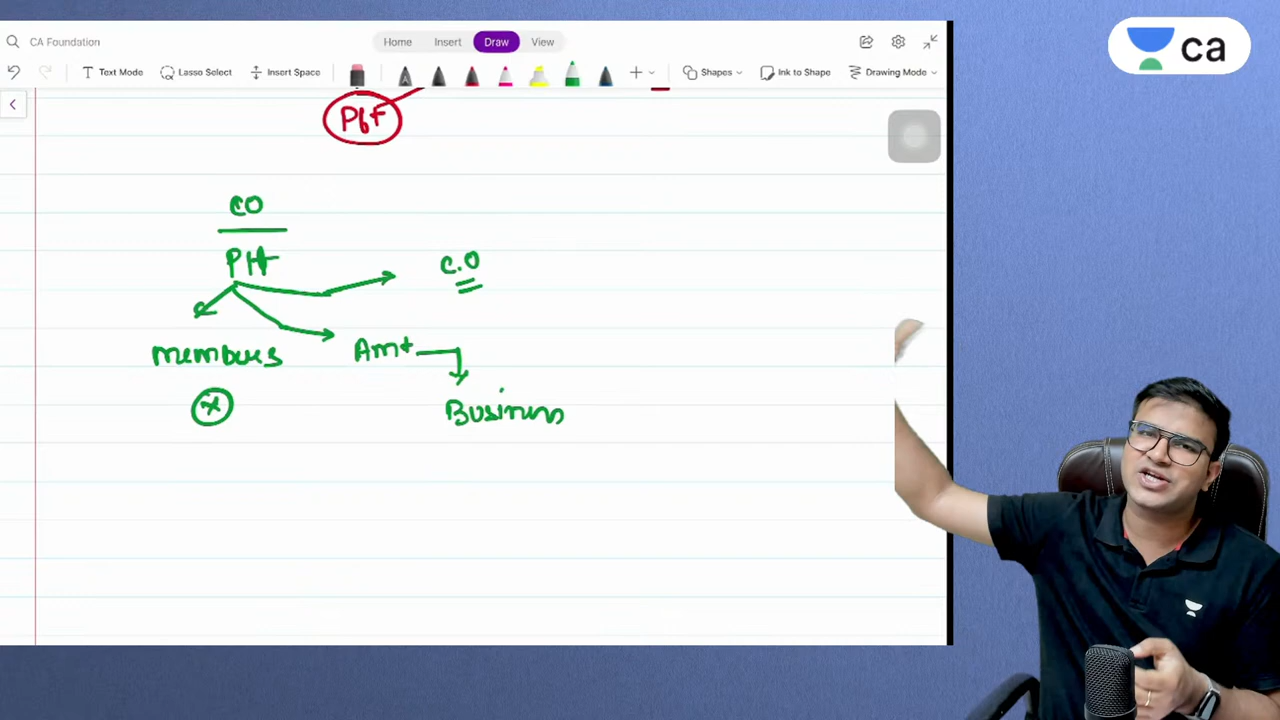 CA Foundation
Home Insert Draw View
ca
Text Mode Lasso Select Insert Space Shapes Ink to Shape Drawing Mode
CO
C.O
members Amt
Business